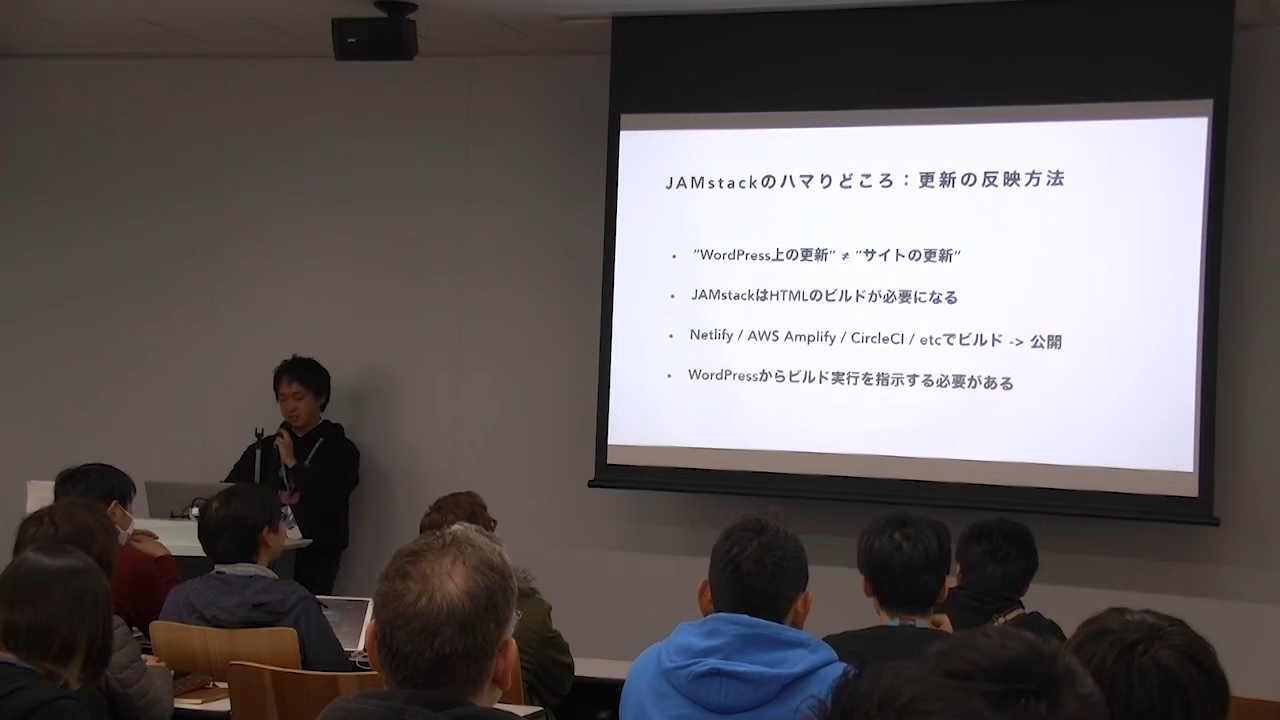 JAMstackのハマりどころ：更新の反映方法
• "WordPress上の更新" ≠ "サイトの更新"
• JAMstackはHTMLのビルドが必要になる
• Netlify / AWS Amplify / CircleCI / etcでビルド -> 公開
• WordPressからビルド実行を指示する必要がある